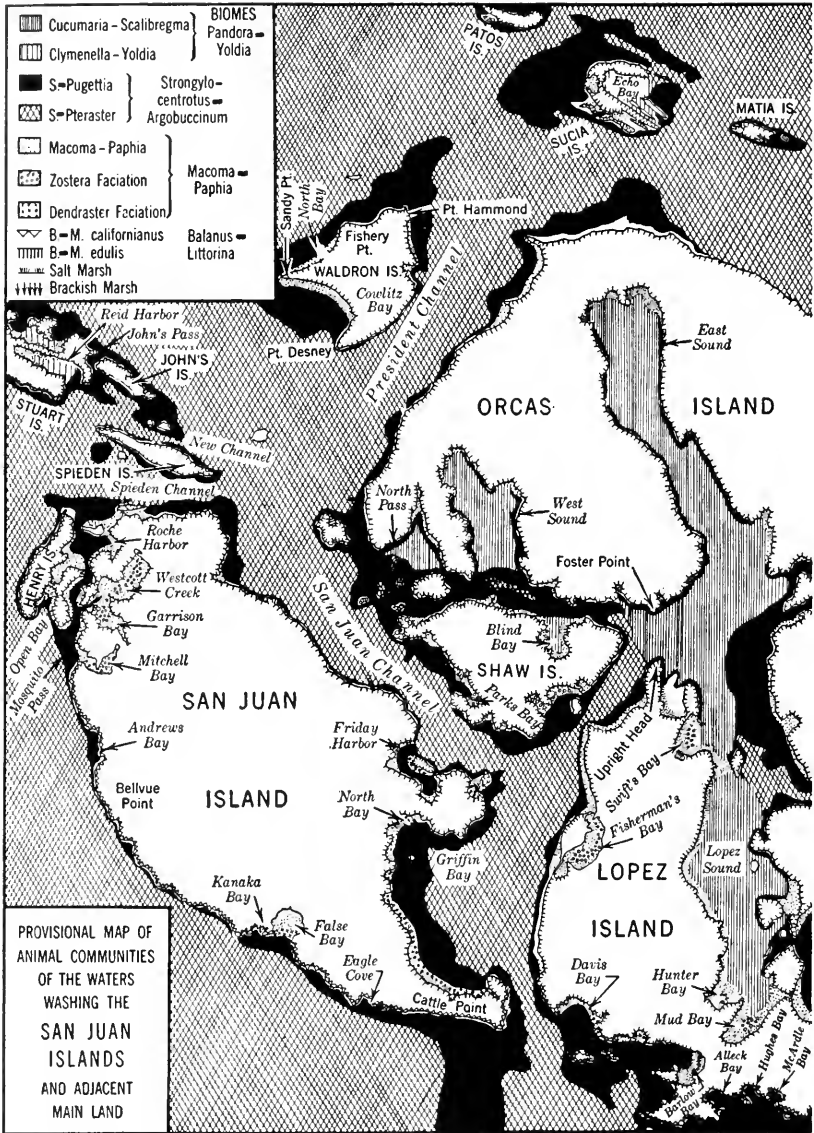 BIOMES
Cucumaria-Scalibregma
Clymenella-Yoldia
Pandora-
Yoldia
S.-Pugettia
S.-Pteraster
Strongylo-
centrotus-
Argobuccinum
Macoma-Paphia
Zostera Faciation
Dendraster Faciation
Macoma-
Paphia
B.-M. californianus
B.-M. edulis
Balanus-
Littorina
Salt Marsh
Brackish Marsh
PATOS
IS.
Echo
Bay
SUCIA
IS.
MATIA IS.
Sandy Pt.
North
Bay
Pt. Hammond
Fishery
Pt.
WALDRON IS.
Cowlitz
Bay
Pt. Desney
President Channel
Reid Harbor
John's Pass
JOHN'S
IS.
STUART
IS.
New Channel
SPIEDEN IS.
Spieden Channel
East
Sound
ORCAS
ISLAND
North
Pass
West
Sound
Foster Point
Roche
Harbor
HENRY IS.
Westcott
Creek
Garrison
Bay
Open Bay
Mosquito
Pass
Mitchell
Bay
San Juan Channel
Blind
Bay
SHAW IS.
Parks Bay
SAN JUAN
ISLAND
Andrews
Bay
Bellvue
Point
Friday
Harbor
North
Bay
Griffin
Bay
Upright Head
Swift's Bay
Fisherman's
Bay
LOPEZ
ISLAND
Lopez
Sound
Kanaka
Bay
False
Bay
Eagle
Cove
Cattle Point
Davis
Bay
Hunter
Bay
Mud Bay
Barlow
Bay
Alleck
Bay
Hughes Bay
McArdle
Bay
PROVISIONAL MAP OF
ANIMAL COMMUNITIES
OF THE WATERS
WASHING THE
SAN JUAN
ISLANDS
AND ADJACENT
MAIN LAND